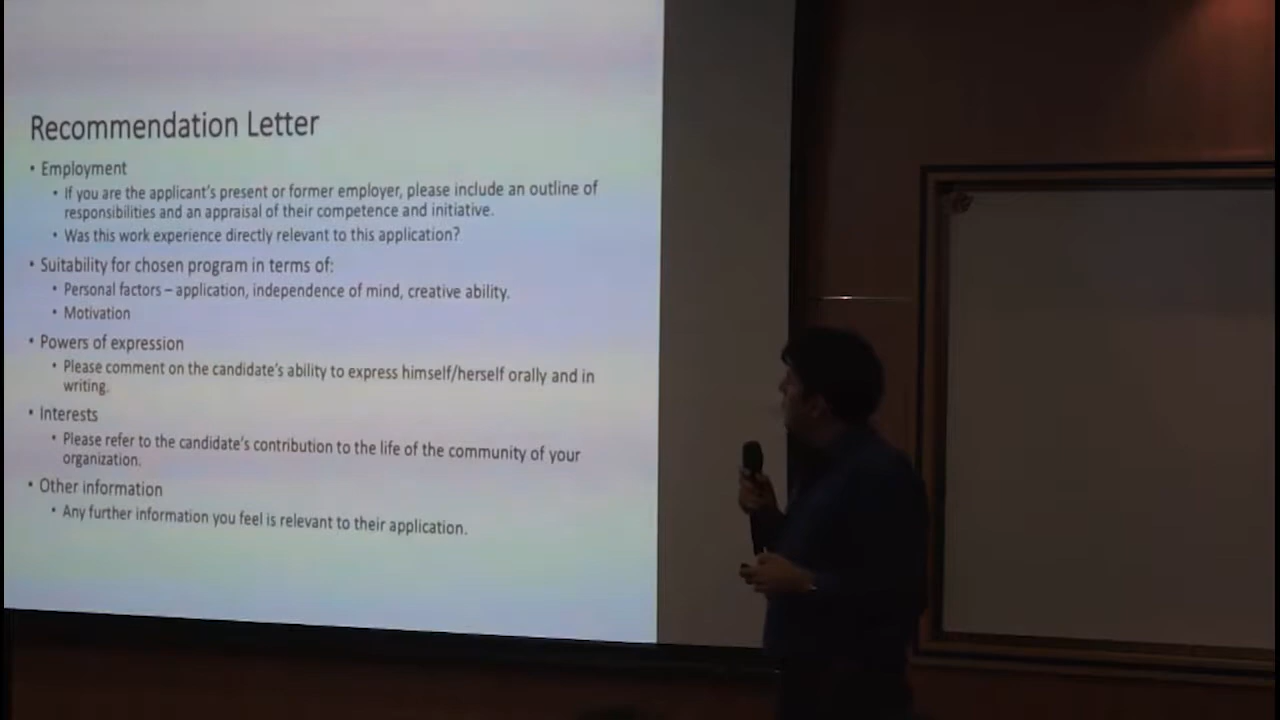 Recommendation Letter
• Employment
• If you are the applicant's present or former employer, please include an outline of
responsibilities and an appraisal of their competence and initiative.
• Was this work experience directly relevant to this application?
• Suitability for chosen program in terms of:
• Personal factors – application, independence of mind, creative ability.
• Motivation
• Powers of expression
• Please comment on the candidate's ability to express himself/herself orally and in
writing.
• Interests
• Please refer to the candidate's contribution to the life of the community of your
organization.
• Other information
• Any further information you feel is relevant to their application.